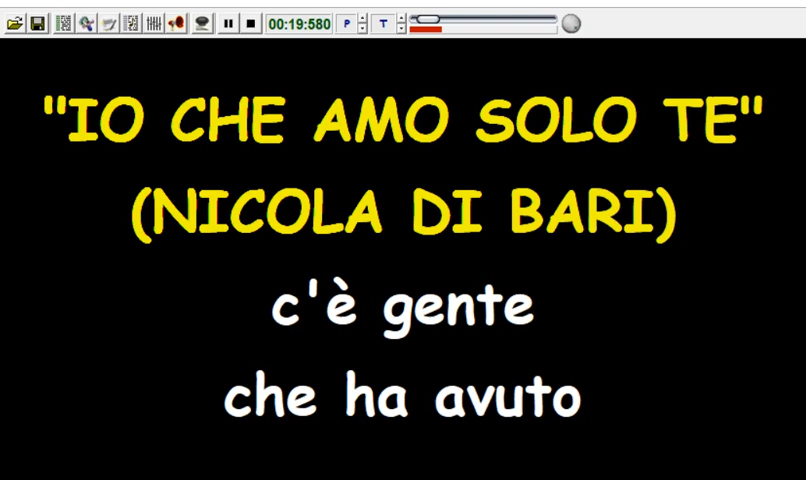 00:19:580 P T
"IO CHE AMO SOLO TE"
(NICOLA DI BARI)
c'è gente
che ha avuto